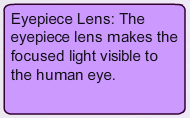 Eyepiece Lens: The
eyepiece lens makes the
focused light visible to
the human eye.